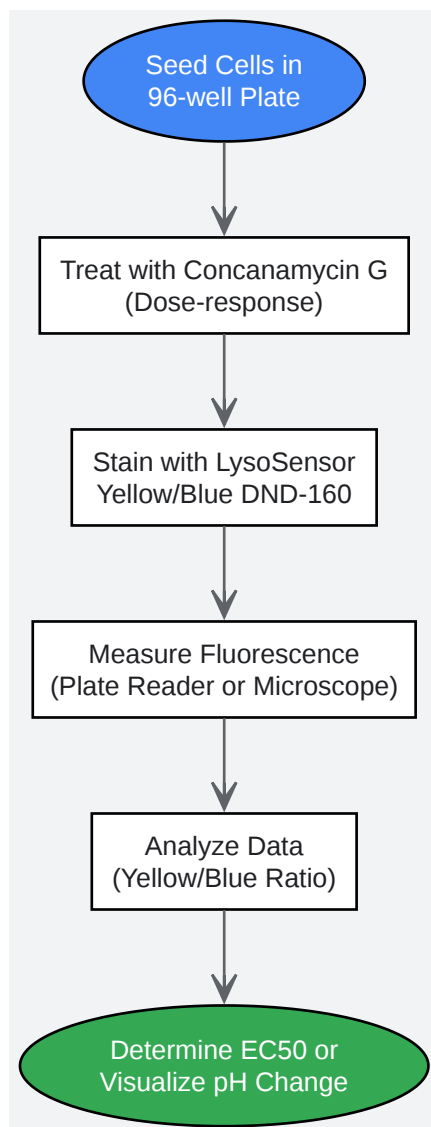 Seed Cells in
96-well Plate
Treat with Concanamycin G
(Dose-response)
Stain with LysoSensor
Yellow/Blue DND-160
Measure Fluorescence
(Plate Reader or Microscope)
Analyze Data
(Yellow/Blue Ratio)
Determine EC50 or
Visualize pH Change